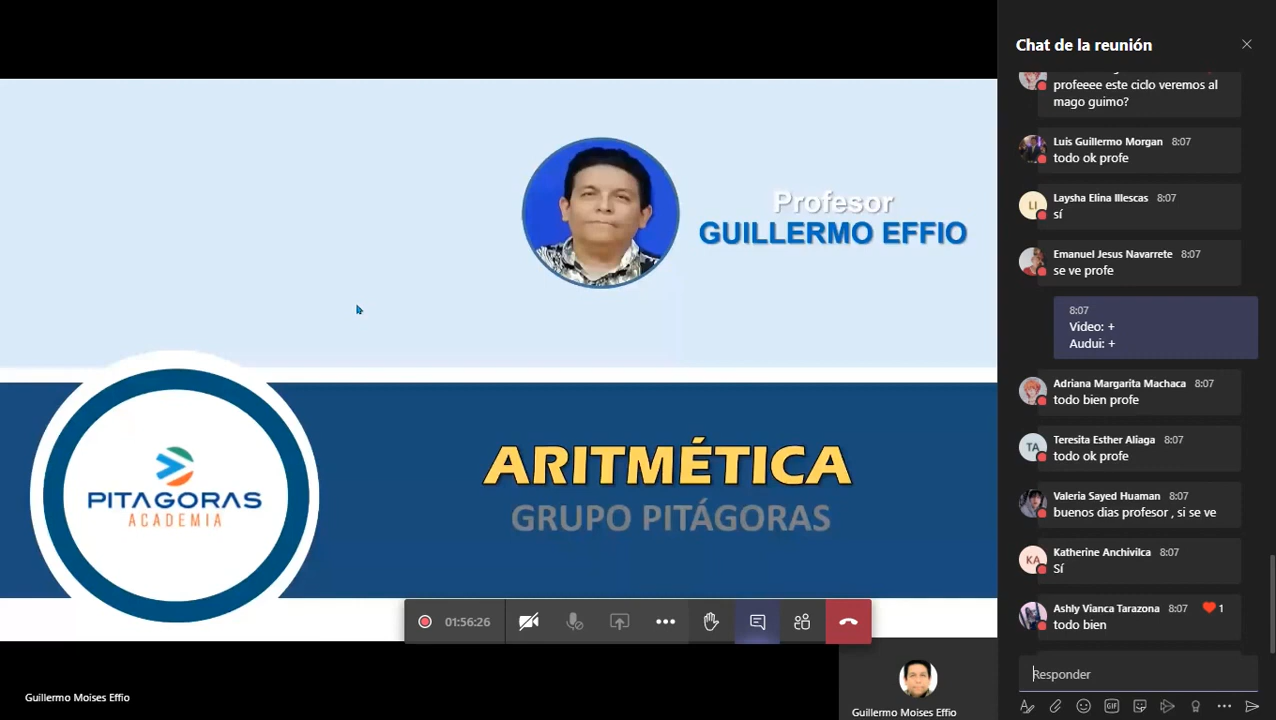 Profesor
GUILLERMO EFFIO
PITAGORAS
ACADEMIA
ARITMÉTICA
GRUPO PITÁGORAS
01:56:26
Guillermo Moises Effio
Guillermo Moises Effio
Chat de la reunión
profeeee este ciclo veremos al
mago guimo?
Luis Guillermo Morgan 8:07
todo ok profe
LI
Laysha Elina Illescas 8:07
sí
Emanuel Jesus Navarrete 8:07
se ve profe
8:07
Video: +
Audui: +
Adriana Margarita Machaca 8:07
todo bien profe
TA
Teresita Esther Aliaga 8:07
todo ok profe
Valeria Sayed Huaman 8:07
buenos dias profesor , si se ve
KA
Katherine Anchivilca 8:07
Sí
Ashly Vianca Tarazona 8:07 1
todo bien
Responder
GIF